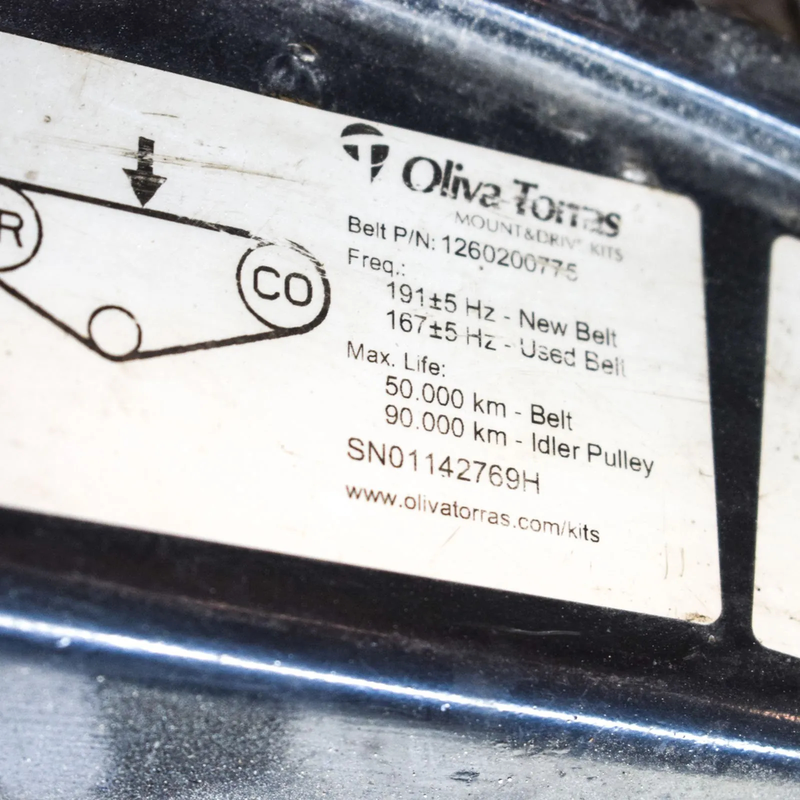 R
CO
Oliva Torras
MOUNT&DRIVE KITS
Belt P/N: 1260200775
Freq.:
191±5 Hz - New Belt
167±5 Hz - Used Belt
Max. Life:
50.000 km - Belt
90.000 km - Idler Pulley
SN01142769H
www.olivatorras.com/kits